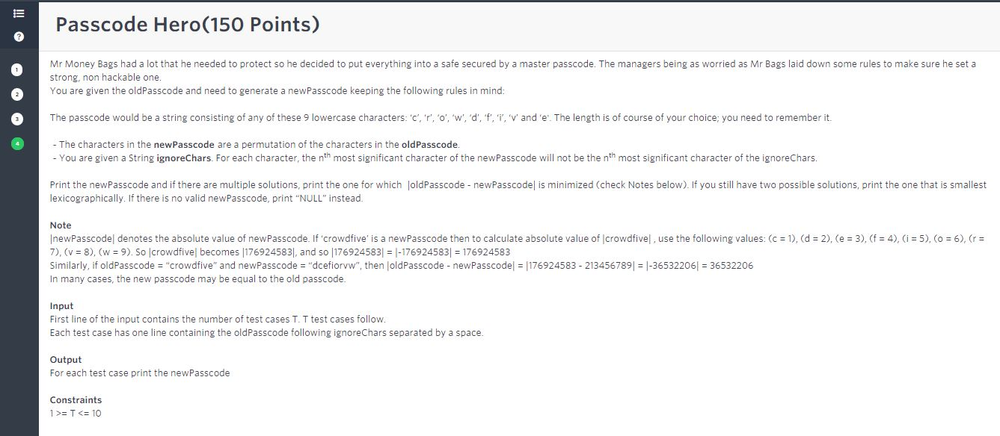 Passcode Hero(150 Points)
?
1
2
3
4
Mr Money Bags had a lot that he needed to protect so he decided to put everything into a safe secured by a master passcode. The managers being as worried as Mr Bags laid down some rules to make sure he set a
strong, non hackable one.
You are given the oldPasscode and need to generate a newPasscode keeping the following rules in mind:
The passcode would be a string consisting of any of these 9 lowercase characters: ‘c’, ‘r’, ‘o’, ‘w’, ‘d’, ‘f’, ‘i’, ‘v’ and ‘e’. The length is of course of your choice; you need to remember it.
- The characters in the newPasscode are a permutation of the characters in the oldPasscode.
- You are given a String ignoreChars. For each character, the nth most significant character of the newPasscode will not be the nth most significant character of the ignoreChars.
Print the newPasscode and if there are multiple solutions, print the one for which |oldPasscode - newPasscode| is minimized (check Notes below). If you still have two possible solutions, print the one that is smallest
lexicographically. If there is no valid newPasscode, print “NULL” instead.
Note
|newPasscode| denotes the absolute value of newPasscode. If ‘crowdfive’ is a newPasscode then to calculate absolute value of |crowdfive| , use the following values: (c = 1), (d = 2), (e = 3), (f = 4), (i = 5), (o = 6), (r =
7), (v = 8), (w = 9). So |crowdfive| becomes |176924583|, and so |176924583| = |-176924583| = 176924583
Similarly, if oldPasscode = “crowdfive” and newPasscode = “dcefiorvw”, then |oldPasscode - newPasscode| = |176924583 - 213456789| = |-36532206| = 36532206
In many cases, the new passcode may be equal to the old passcode.
Input
First line of the input contains the number of test cases T. T test cases follow.
Each test case has one line containing the oldPasscode following ignoreChars separated by a space.
Output
For each test case print the newPasscode
Constraints
1 >= T <= 10